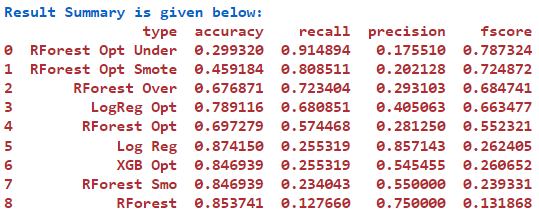 Result Summary is given below:
type accuracy recall precision fscore
0 RForest Opt Under 0.299320 0.914894 0.175510 0.787324
1 RForest Opt Smote 0.459184 0.808511 0.202128 0.724872
2 RForest Over 0.676871 0.723404 0.293103 0.684741
3 LogReg Opt 0.789116 0.680851 0.405063 0.663477
4 RForest Opt 0.697279 0.574468 0.281250 0.552321
5 Log Reg 0.874150 0.255319 0.857143 0.262405
6 XGB Opt 0.846939 0.255319 0.545455 0.260652
7 RForest Smo 0.846939 0.234043 0.550000 0.239331
8 RForest 0.853741 0.127660 0.750000 0.131868